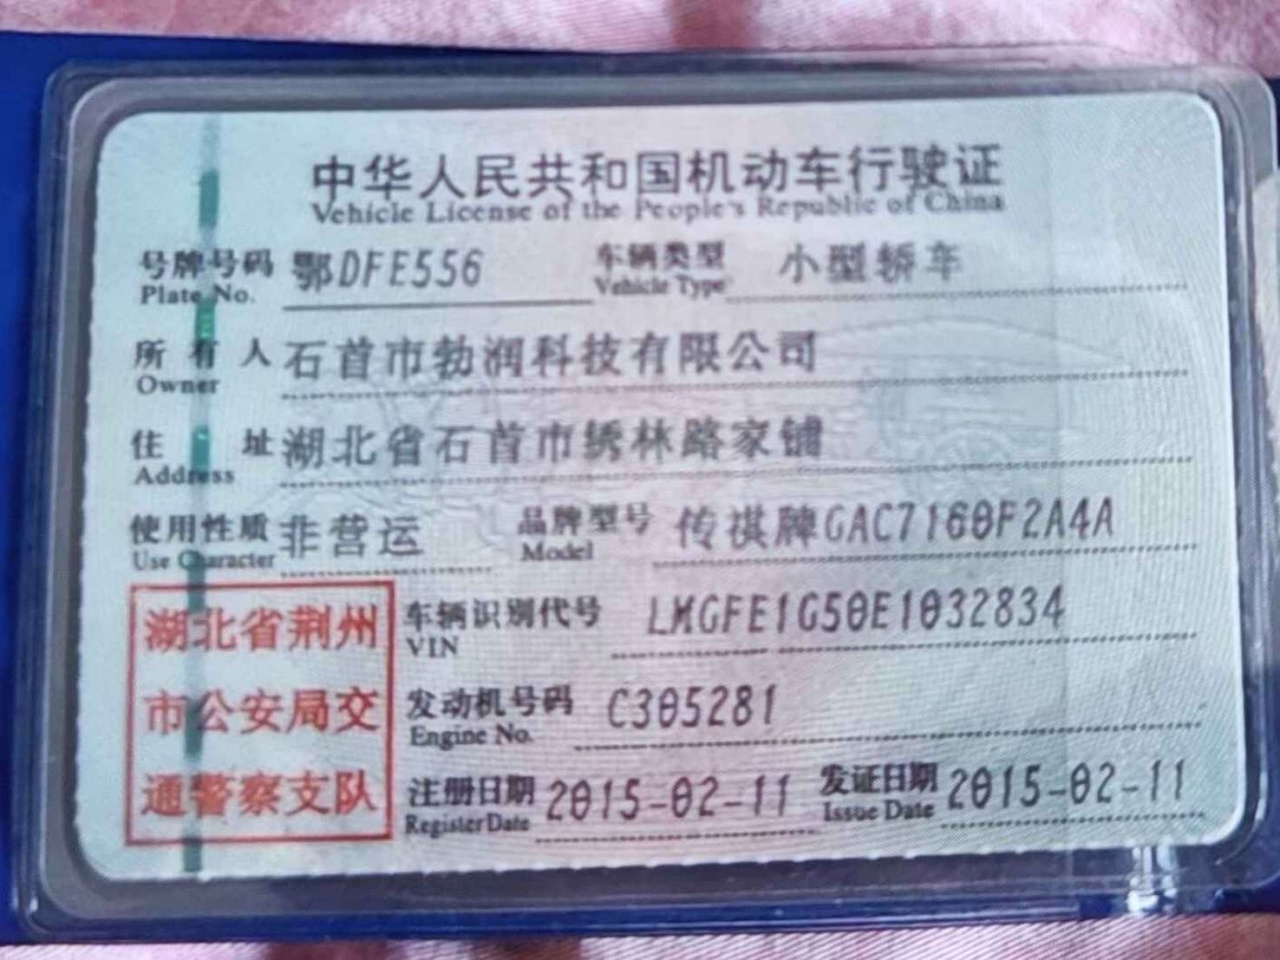 中华人民共和国机动车行驶证
Vehicle License of the People's Republic of China
号牌号码 鄂DFE556 车辆类型 小型轿车
Plate No. Vehicle Type
所有人 石首市勃润科技有限公司
Owner
住址 湖北省石首市绣林路家铺
Address
使用性质 非营运 品牌型号 传祺牌GAC7160F2A4A
Use Character Model
湖北省荆州
市公安局交
通警察支队
车辆识别代号 LMGFE1G50E1032834
VIN
发动机号码 C305281
Engine No.
注册日期 2015-02-11 发证日期 2015-02-11
Register Date Issue Date